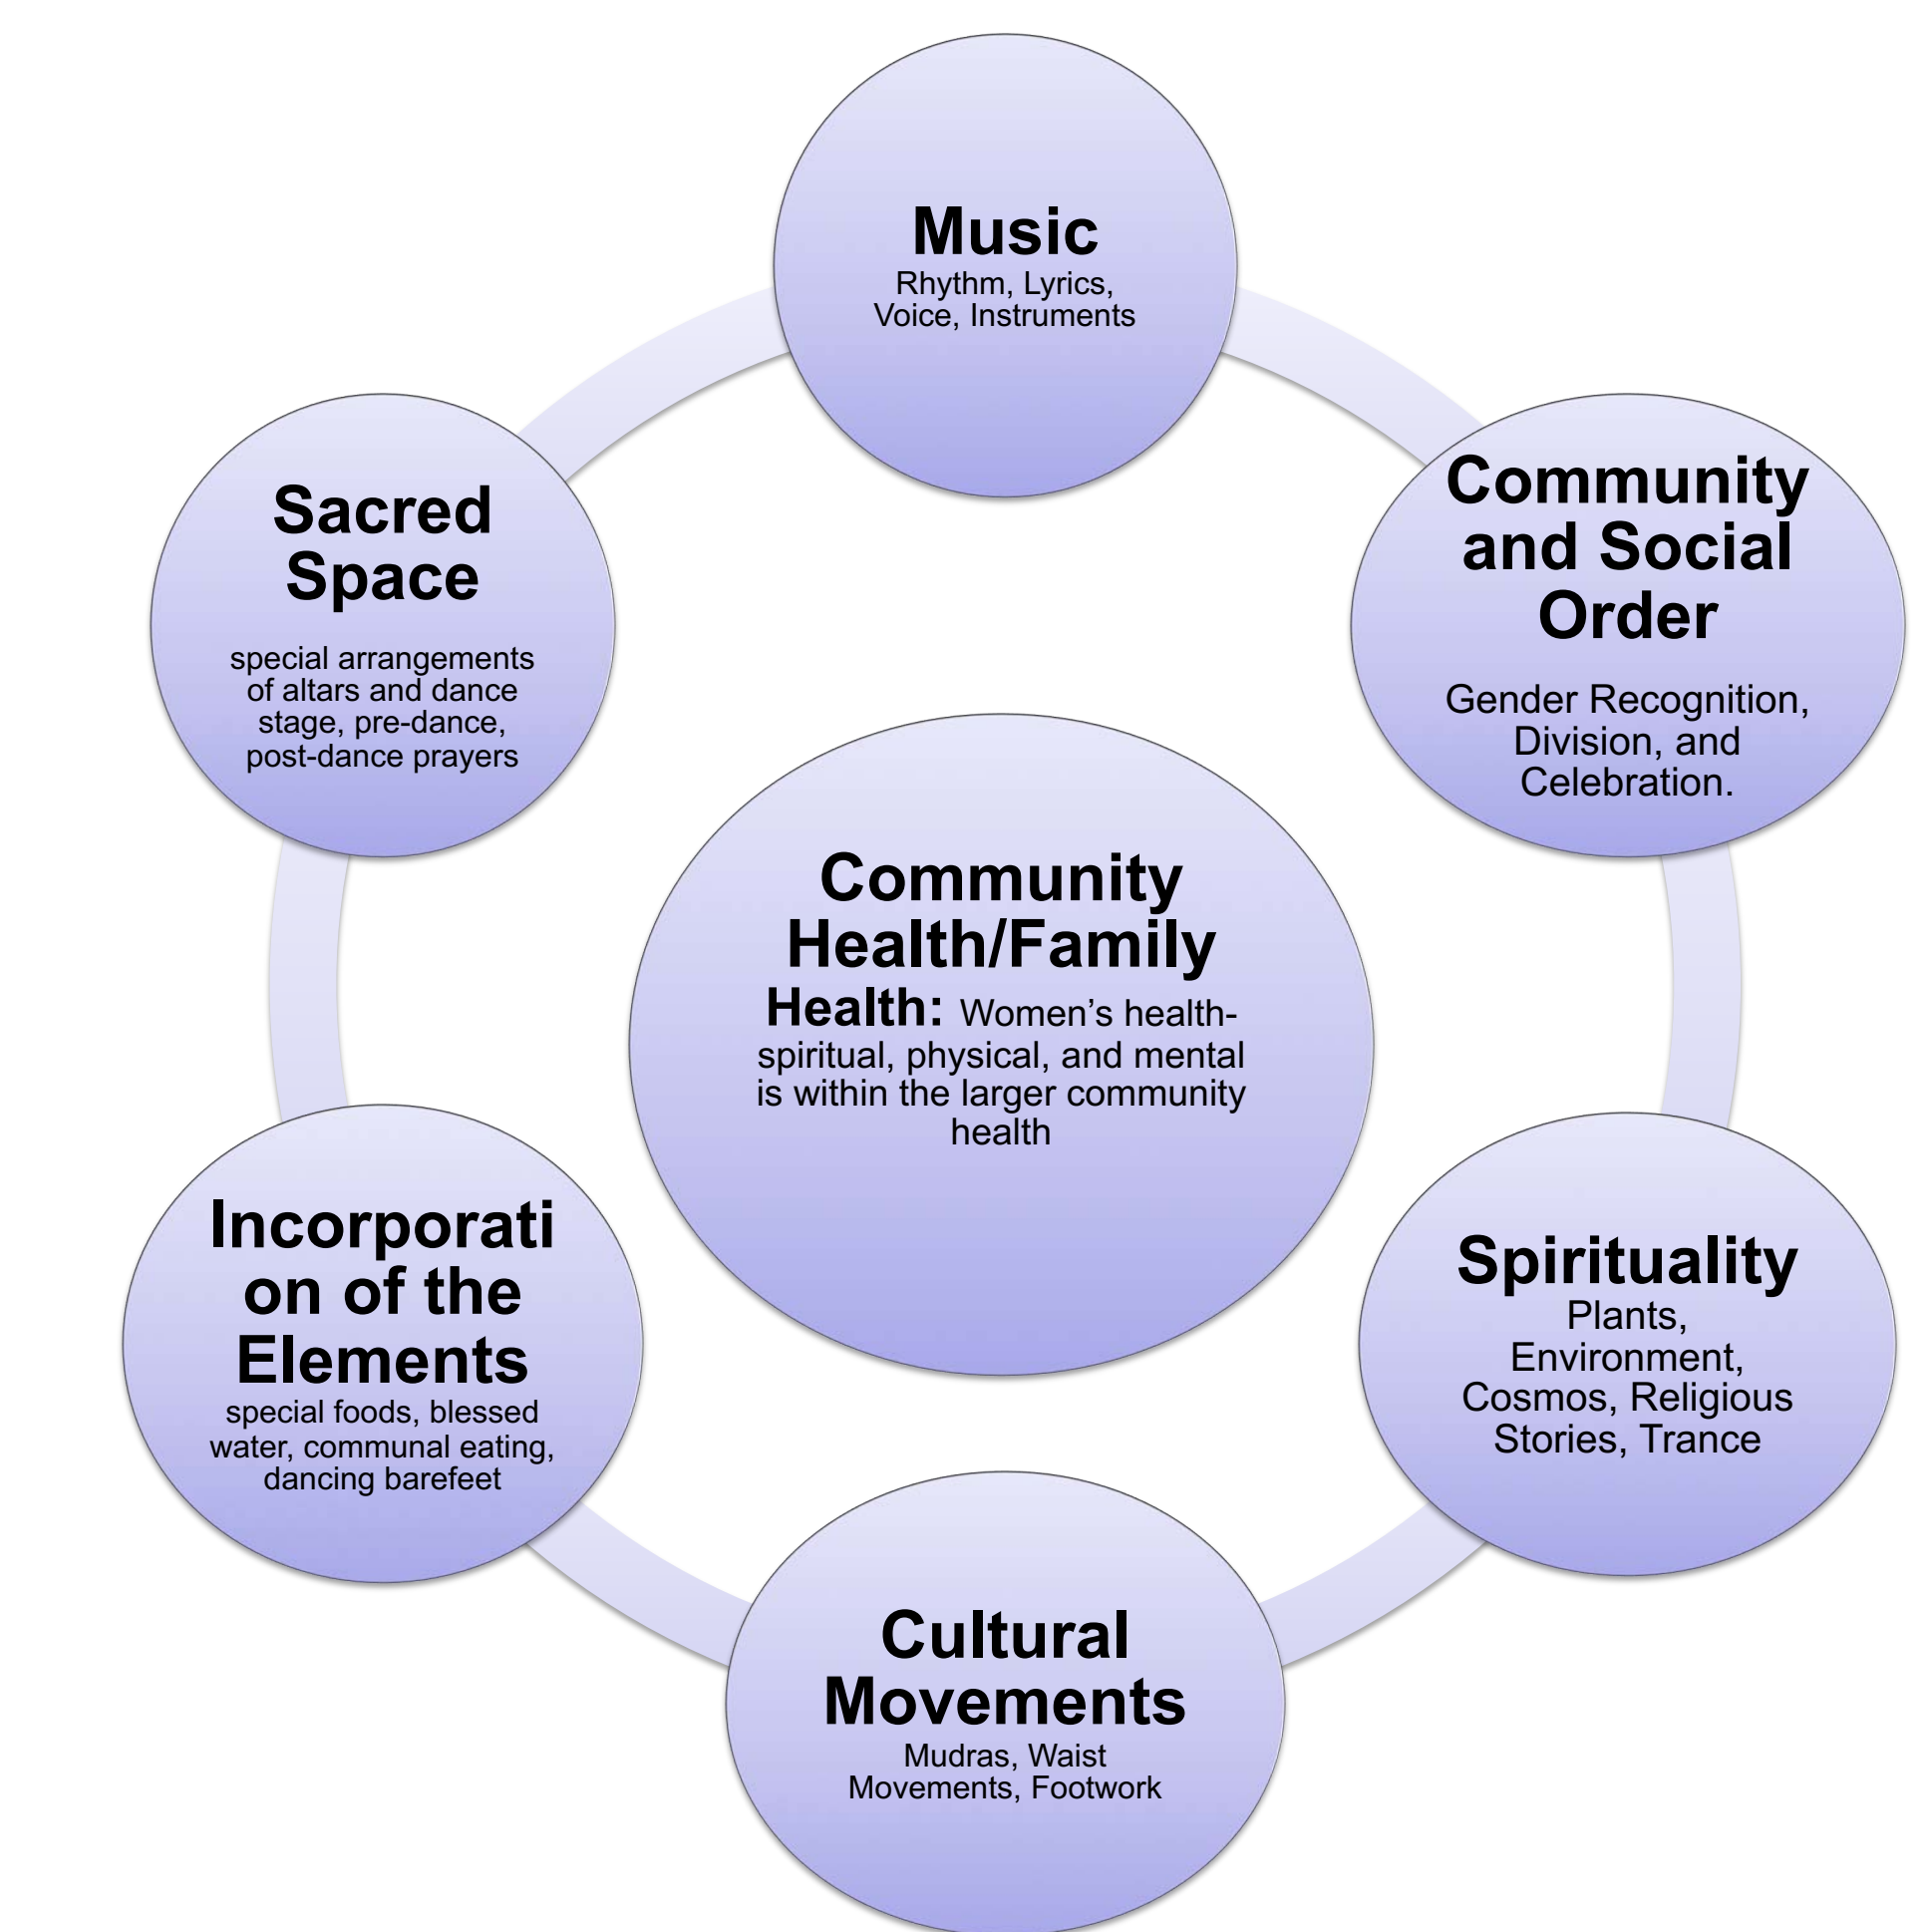 Music
Rhythm, Lyrics,
Voice, Instruments
Community
and Social
Order
Gender Recognition,
Division, and
Celebration.
Spirituality
Plants,
Environment,
Cosmos, Religious
Stories, Trance
Cultural
Movements
Mudras, Waist
Movements, Footwork
Incorporati
on of the
Elements
special foods, blessed
water, communal eating,
dancing barefeet
Sacred
Space
special arrangements
of altars and dance
stage, pre-dance,
post-dance prayers
Community
Health/Family
Health: Women’s health-
spiritual, physical, and mental
is within the larger community
health